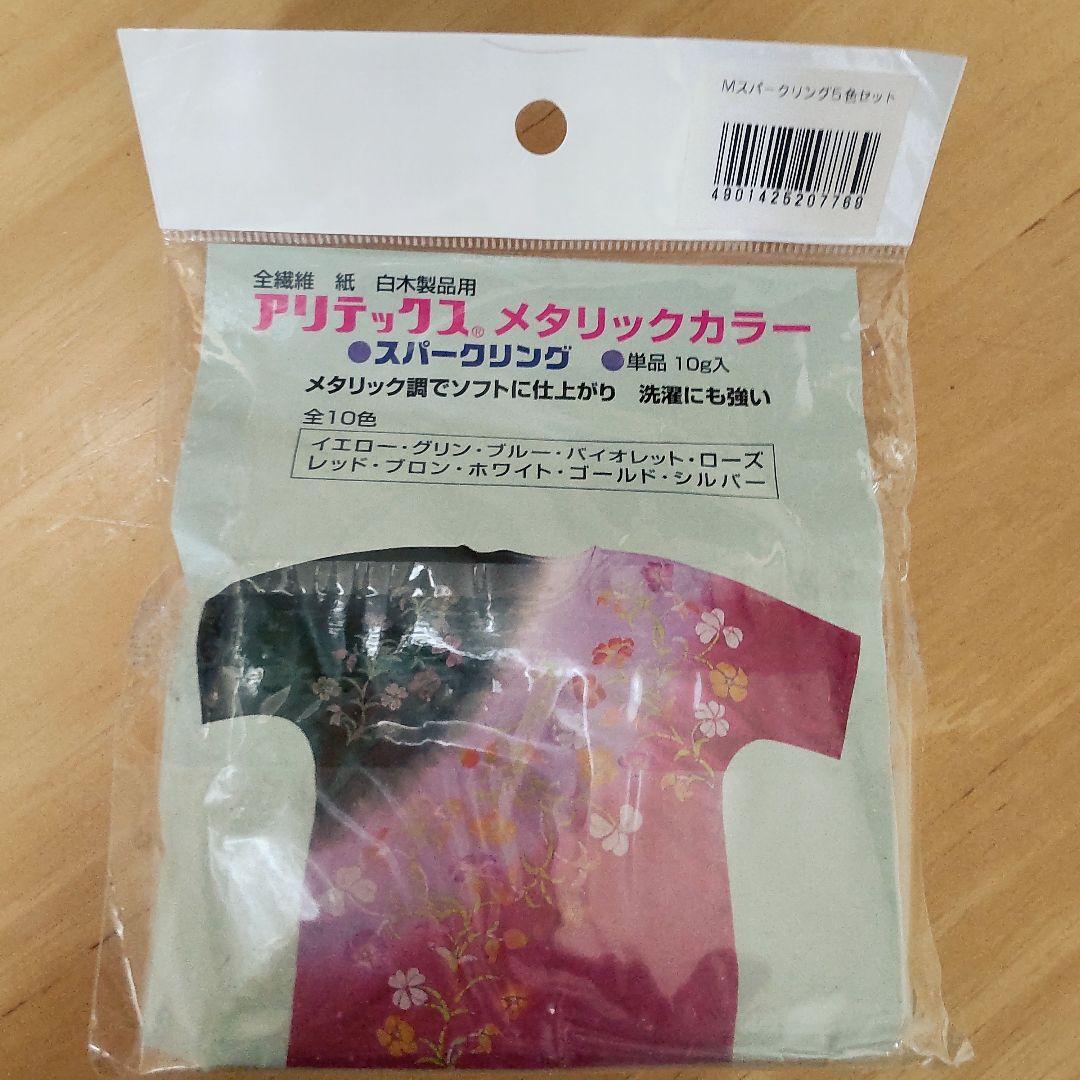 Mスパークリング5色セット
4901425207769
全繊維 紙 白木製品用
アリテックス® メタリックカラー
●スパークリング ●単品 10g入
メタリック調でソフトに仕上がり 洗濯にも強い
全10色
イエロー・グリン・ブルー・バイオレット・ローズ
レッド・ブロン・ホワイト・ゴールド・シルバー